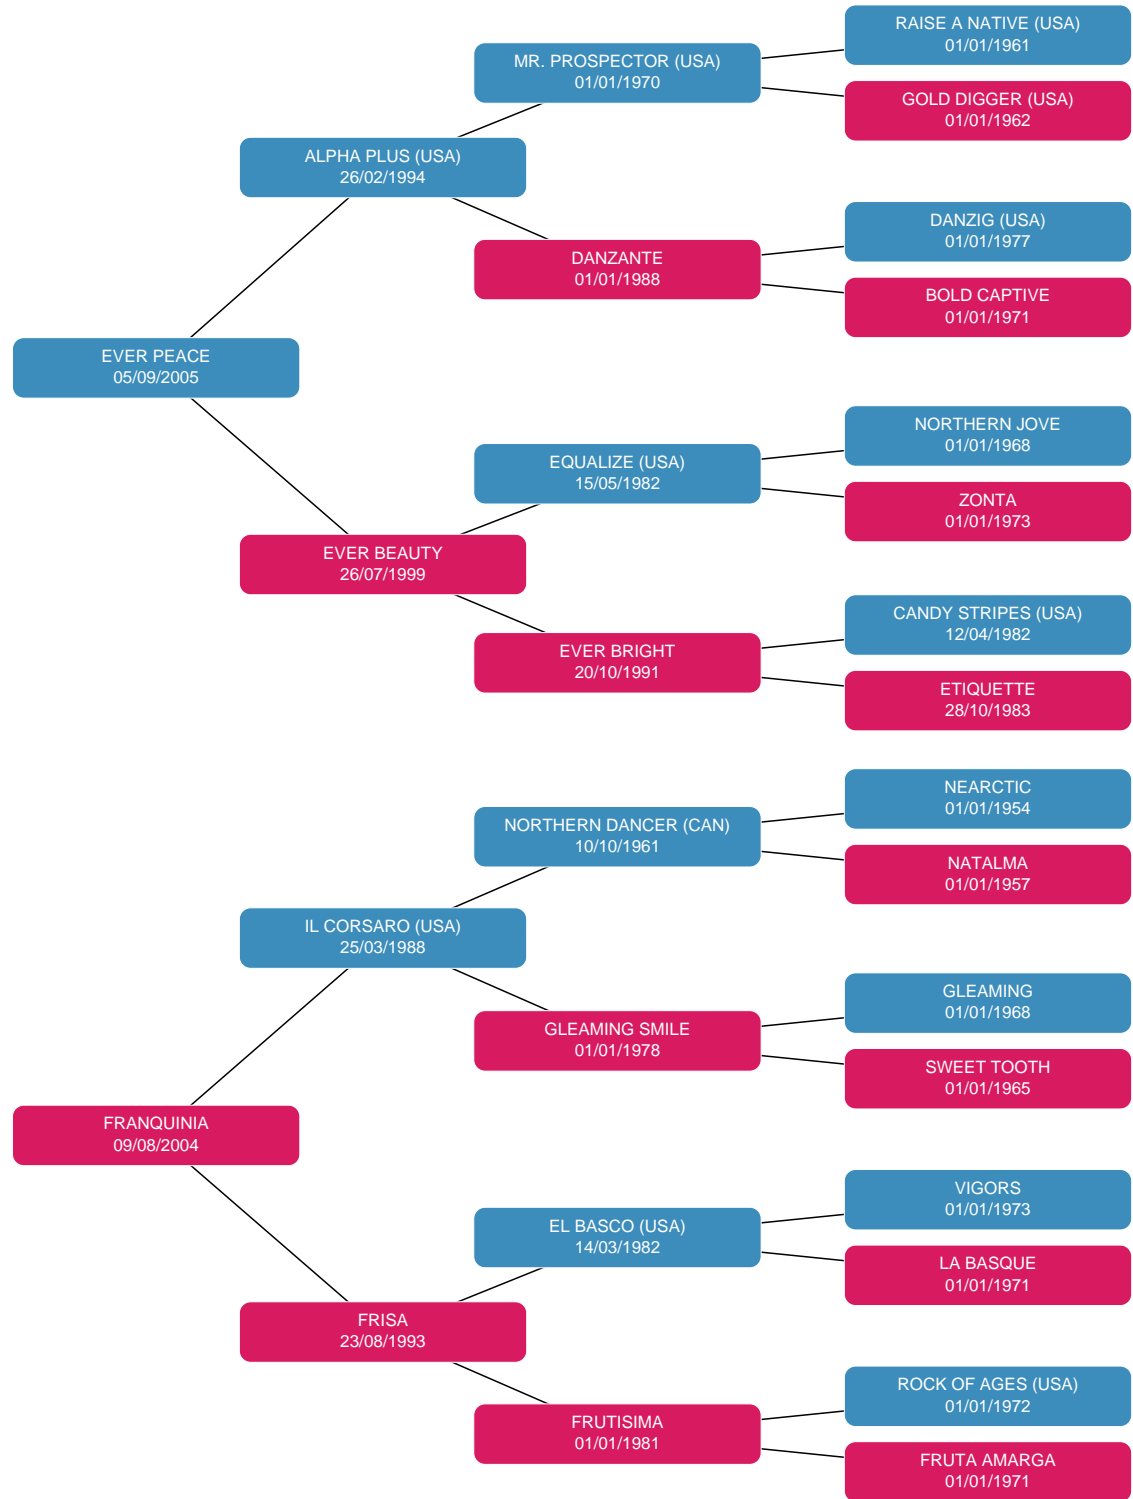 RAISE A NATIVE (USA)
01/01/1961
MR. PROSPECTOR (USA)
01/01/1970
GOLD DIGGER (USA)
01/01/1962
ALPHA PLUS (USA)
26/02/1994
DANZIG (USA)
01/01/1977
DANZANTE
01/01/1988
BOLD CAPTIVE
01/01/1971
EVER PEACE
05/09/2005
NORTHERN JOVE
01/01/1968
EQUALIZE (USA)
15/05/1982
ZONTA
01/01/1973
EVER BEAUTY
26/07/1999
CANDY STRIPES (USA)
12/04/1982
EVER BRIGHT
20/10/1991
ETIQUETTE
28/10/1983
NEARCTIC
01/01/1954
NORTHERN DANCER (CAN)
10/10/1961
NATALMA
01/01/1957
IL CORSARO (USA)
25/03/1988
GLEAMING
01/01/1968
GLEAMING SMILE
01/01/1978
SWEET TOOTH
01/01/1965
FRANQUINIA
09/08/2004
VIGORS
01/01/1973
EL BASCO (USA)
14/03/1982
LA BASQUE
01/01/1971
FRISA
23/08/1993
ROCK OF AGES (USA)
01/01/1972
FRUTISIMA
01/01/1981
FRUTA AMARGA
01/01/1971